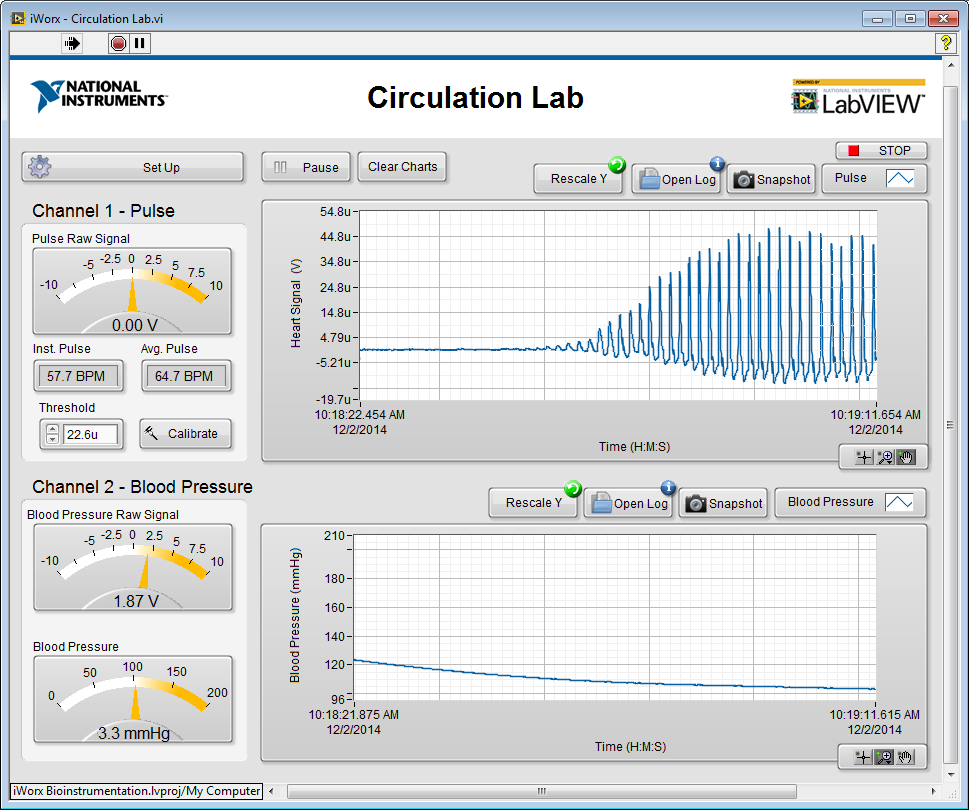 iWorx - Circulation Lab.vi
?
NATIONAL
INSTRUMENTS™
Circulation Lab
POWERED BY
NATIONAL INSTRUMENTS
LabVIEW™
Set Up
Pause
Clear Charts
STOP
Rescale Y
Open Log
Snapshot
Pulse
Channel 1 - Pulse
Pulse Raw Signal
-10
-5
-2.5
0
2.5
5
7.5
10
0.00 V
Inst. Pulse
Avg. Pulse
57.7 BPM
64.7 BPM
Threshold
22.6u
Calibrate
Heart Signal (V)
54.8u
44.8u
34.8u
24.8u
14.8u
4.79u
-5.21u
-19.7u
10:18:22.454 AM
12/2/2014
10:19:11.654 AM
12/2/2014
Time (H:M:S)
Channel 2 - Blood Pressure
Rescale Y
Open Log
Snapshot
Blood Pressure
Blood Pressure Raw Signal
-10
-5
-2.5
0
2.5
5
7.5
10
1.87 V
Blood Pressure
0
50
100
150
200
3.3 mmHg
Blood Pressure (mmHg)
210
180
160
140
120
96
10:18:21.875 AM
12/2/2014
10:19:11.615 AM
12/2/2014
Time (H:M:S)
iWorx Bioinstrumentation.lvproj/My Computer